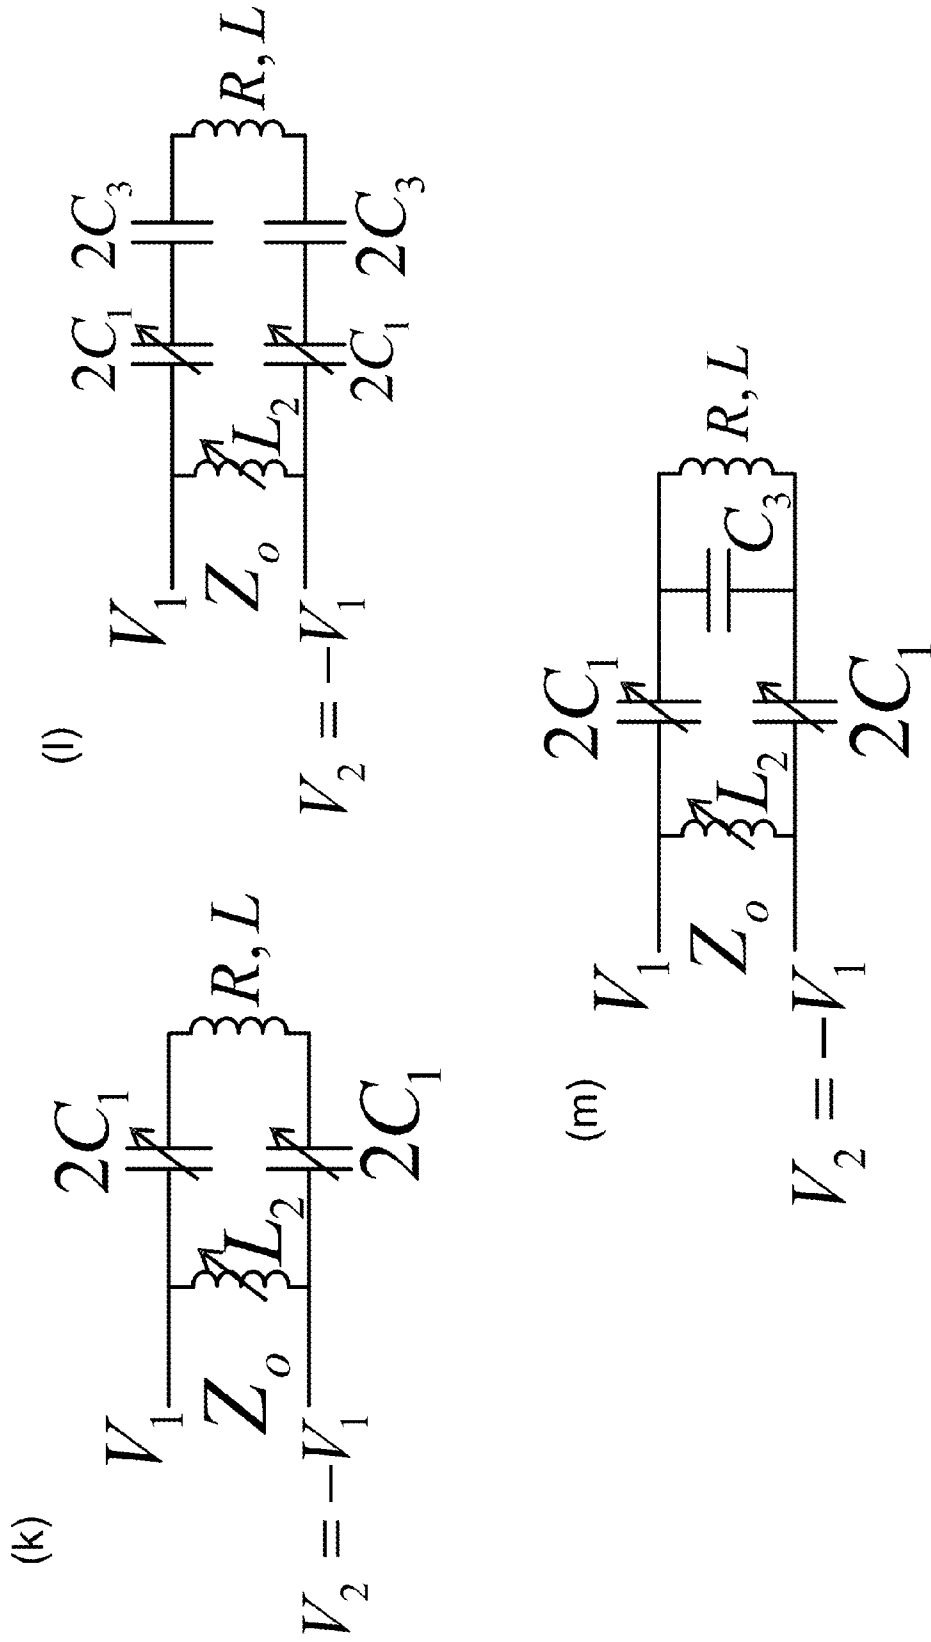 (k)
2C₁
V₁
Zₒ
L₂
R, L
V₂ = −V₁
2C₁
(l)
2C₁
2C₃
V₁
Zₒ
L₂
R, L
V₂ = −V₁
2C₁
2C₃
(m)
2C₁
V₁
Zₒ
L₂
C₃
R, L
V₂ = −V₁
2C₁